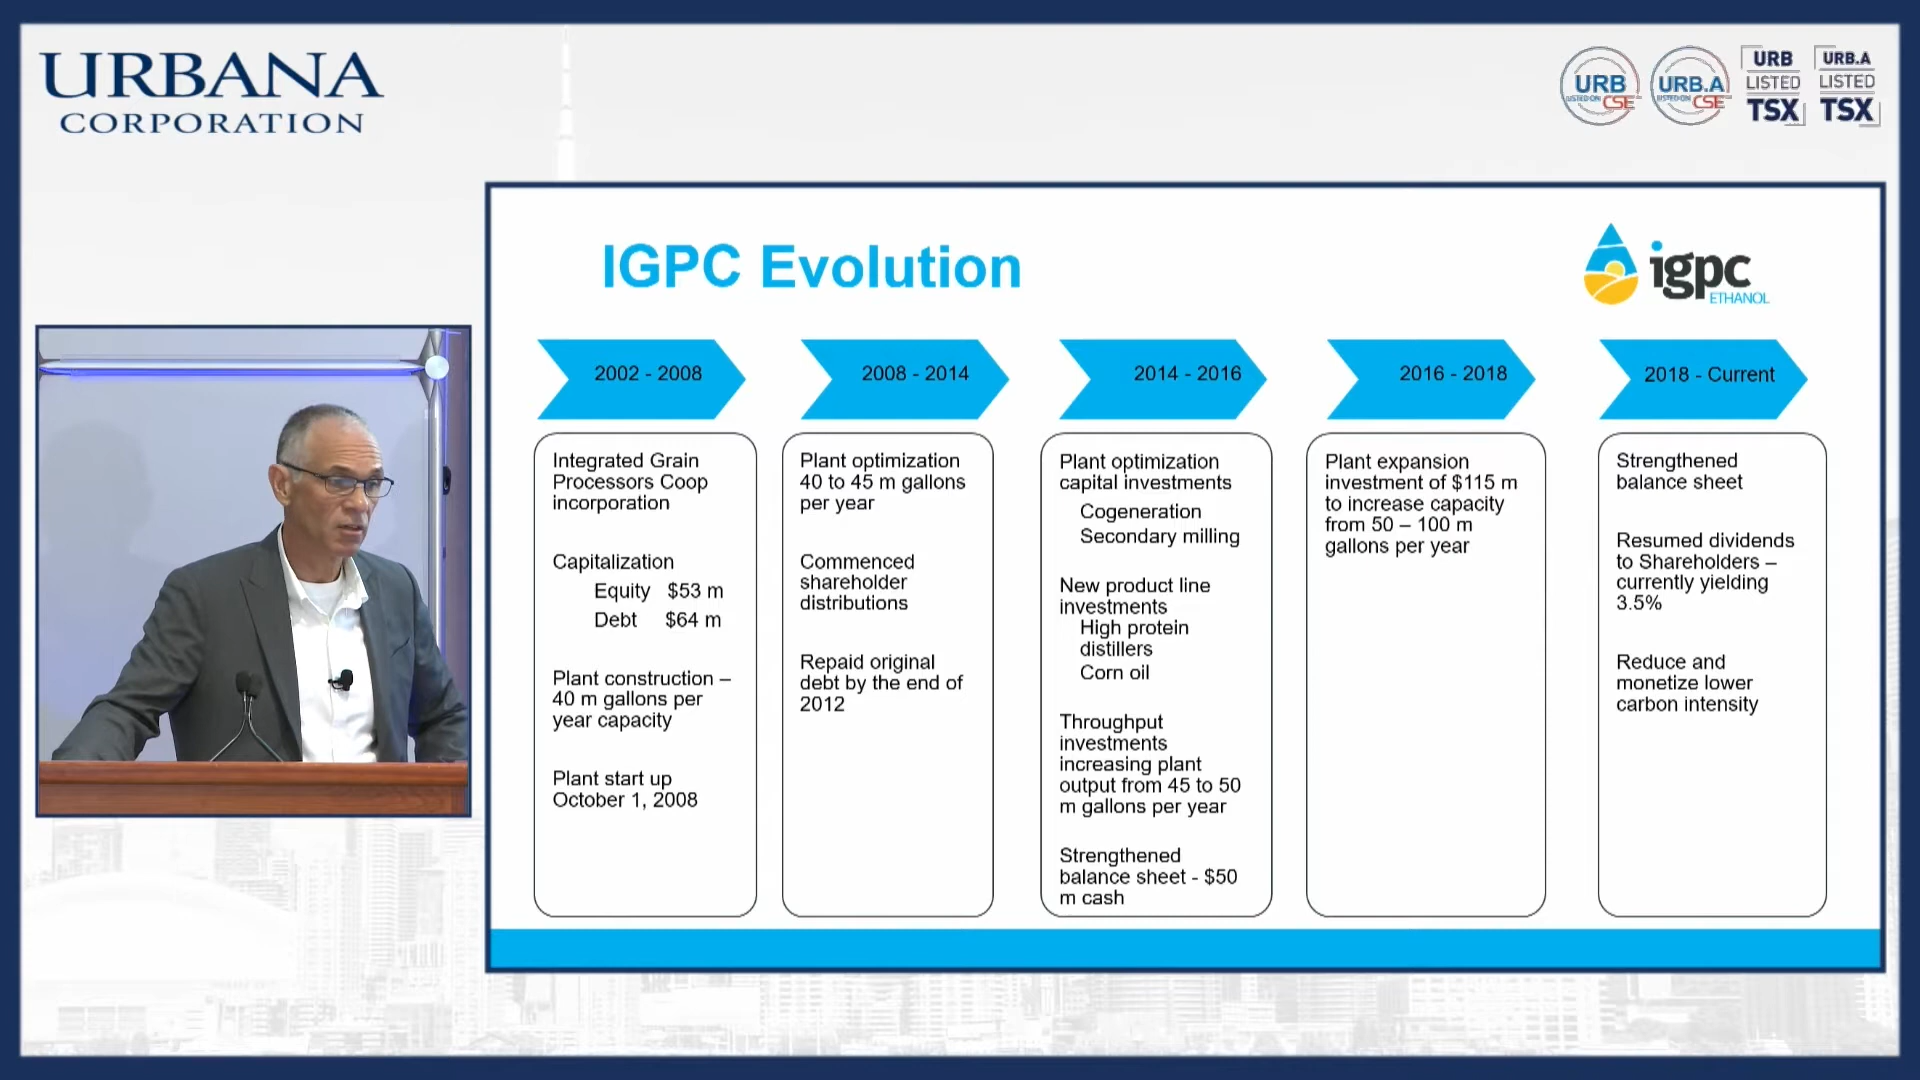 URBANA
CORPORATION
URB
LISTED ON CSE
URB.A
LISTED ON CSE
URB
LISTED
TSX
URB.A
LISTED
TSX
IGPC Evolution
igpc
ETHANOL
2002 - 2008
Integrated Grain
Processors Coop
incorporation
Capitalization
Equity $53 m
Debt $64 m
Plant construction –
40 m gallons per
year capacity
Plant start up
October 1, 2008
2008 - 2014
Plant optimization
40 to 45 m gallons
per year
Commenced
shareholder
distributions
Repaid original
debt by the end of
2012
2014 - 2016
Plant optimization
capital investments
Cogeneration
Secondary milling
New product line
investments
High protein
distillers
Corn oil
Throughput
investments
increasing plant
output from 45 to 50
m gallons per year
Strengthened
balance sheet - $50
m cash
2016 - 2018
Plant expansion
investment of $115 m
to increase capacity
from 50 – 100 m
gallons per year
2018 - Current
Strengthened
balance sheet
Resumed dividends
to Shareholders –
currently yielding
3.5%
Reduce and
monetize lower
carbon intensity